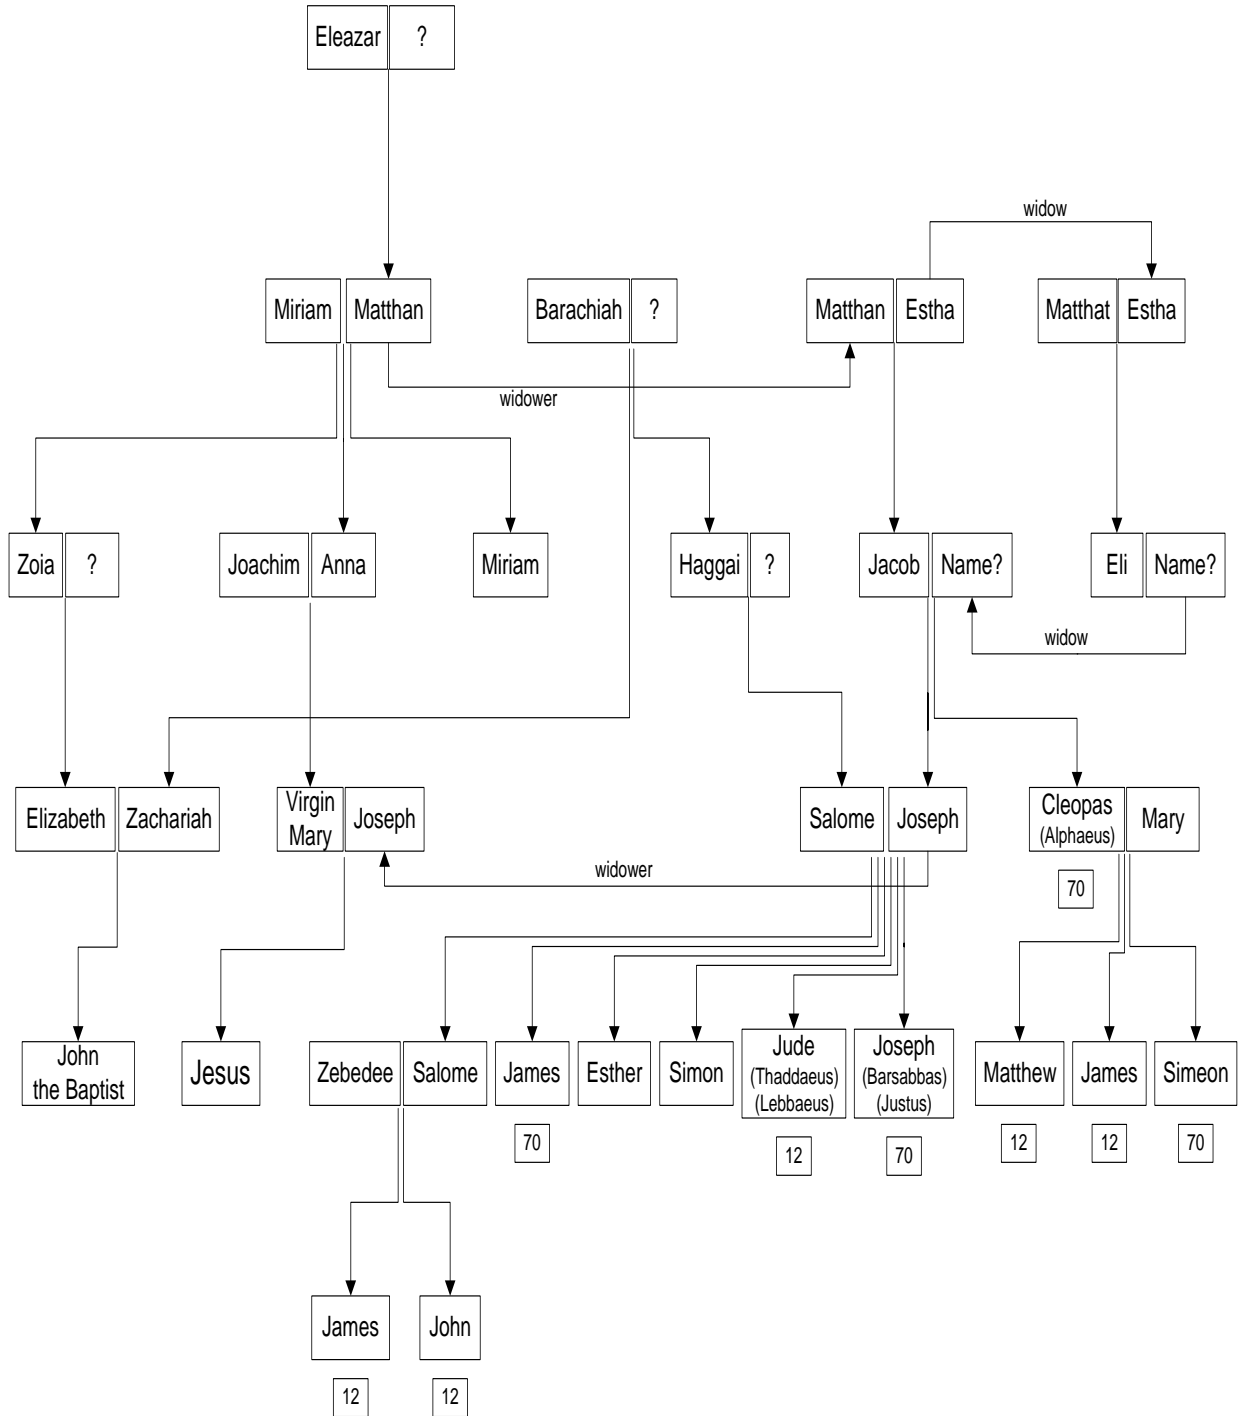 Eleazar ?
widow
Miriam Matthan Barachiah ? Matthan Estha Matthat Estha
widower
Zoia ? Joachim Anna Miriam Haggai ? Jacob Name? Eli Name?
widow
Elizabeth Zachariah Virgin Mary Joseph Salome Joseph Cleopas (Alphaeus) Mary
widower
70
John the Baptist Jesus Zebedee Salome James Esther Simon Jude (Thaddaeus) (Lebbaeus) Joseph (Barsabbas) (Justus) Matthew James Simeon
70 12 70 12 12 70
James John
12 12